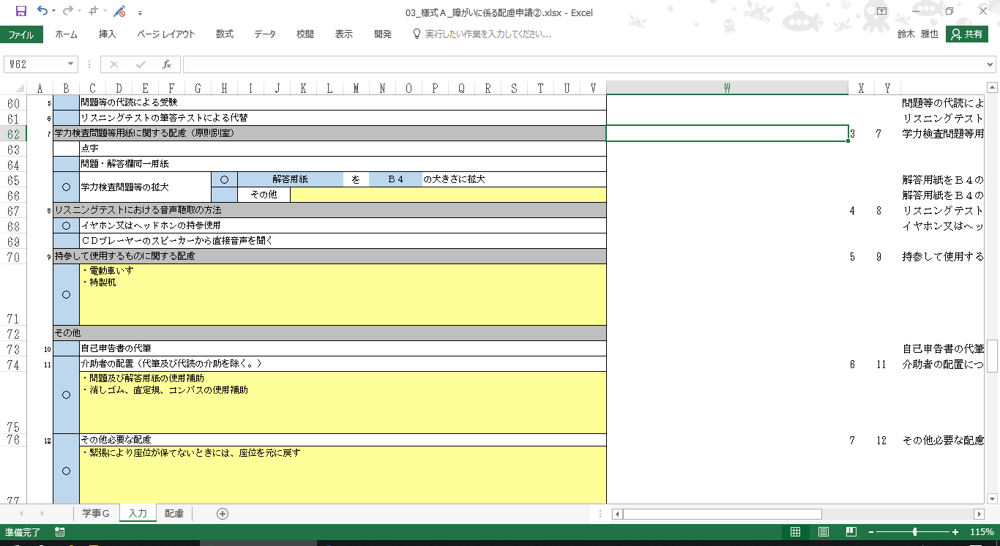 03_様式Ａ_障がいに係る配慮申請②.xlsx - Excel
ファイル ホーム 挿入 ページ レイアウト 数式 データ 校閲 表示 開発 実行したい作業を入力してください... 鈴木 雅也 共有
W62 fx
A B C D E F G H I J K L M N O P Q R S T U V W X Y
60 5 問題等の代読による受験 問題等の代読によ
61 6 リスニングテストの筆答テストによる代替 リスニングテスト
62 7 学力検査問題等用紙に関する配慮（原則別室） 3 7 学力検査問題等用
63 点字
64 問題・解答欄同一用紙
65 ○ 学力検査問題等の拡大 ○ 解答用紙 を Ｂ４ の大きさに拡大 解答用紙をＢ４の
66 その他 解答用紙をＢ４の
67 8 リスニングテストにおける音声聴取の方法 4 8 リスニングテスト
68 ○ イヤホン又はヘッドホンの持参使用 イヤホン又はヘッ
69 ＣＤプレーヤーのスピーカーから直接音声を聞く
70 9 持参して使用するものに関する配慮 5 9 持参して使用する
・電動車いす
・特製机
71 ○
72 その他
73 10 自己申告書の代筆 自己申告書の代筆
74 11 介助者の配置（代筆及び代読の介助を除く。） 6 11 介助者の配置につ
・問題及び解答用紙の使用補助
・消しゴム、直定規、コンパスの使用補助
75 ○
76 12 その他必要な配慮 7 12 その他必要な配慮
・緊張により座位が保てないときには、座位を元に戻す
77 ○
学事Ｇ 入力 配慮
準備完了 115%